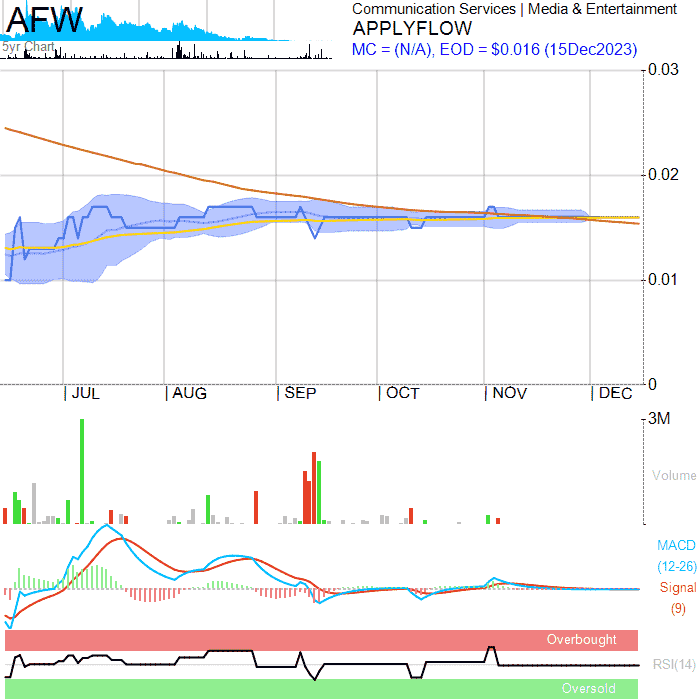 AFW
5yr Chart
Communication Services | Media & Entertainment
APPLYFLOW
MC = (N/A), EOD = $0.016 (15Dec2023)
0.03
0.02
0.01
0
JUL AUG SEP OCT NOV DEC
3M
Volume
MACD
(12-26)
Signal
(9)
Overbought
RSI(14)
Oversold